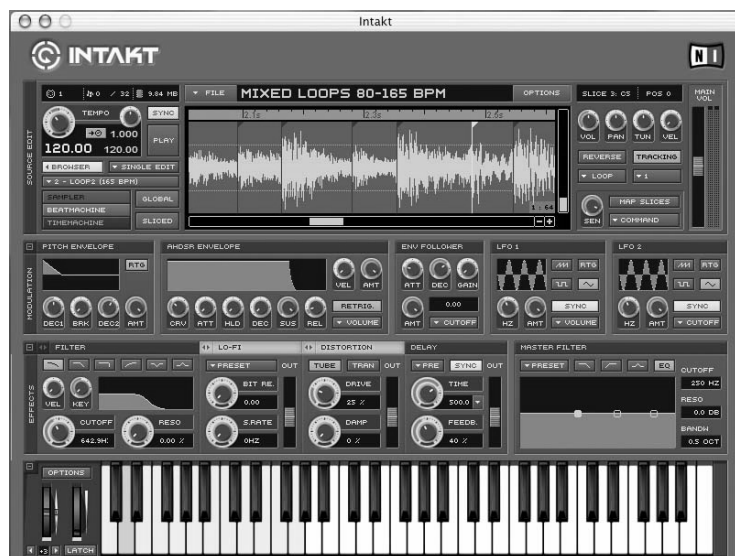 Intakt
INTAKT
NI
1 0 / 32 9.84 MB
FILE MIXED LOOPS 80-165 BPM OPTIONS
SLICE 3: C3 POS 0
MAIN VOL
SOURCE EDIT
TEMPO SYNC
1.000
120.00 120.00
PLAY
BROWSER SINGLE EDIT
2 - LOOP2 (165 BPM)
SAMPLER
BEATMACHINE
TIMEMACHINE
GLOBAL
SLICED
2.1s 2.3s 2.5s
1 : 64
VOL PAN TUN VEL
REVERSE TRACKING
LOOP 1
SEN MAP SLICES
COMMAND
MODULATION
PITCH ENVELOPE
RTG
DEC1 BRK DEC2 AMT
AHDSR ENVELOPE
VEL AMT
RETRIG.
CRV ATT HLD DEC SUS REL VOLUME
ENV FOLLOWER
ATT DEC GAIN
0.00
AMT CUTOFF
LFO 1
RTG
SYNC
HZ AMT VOLUME
LFO 2
RTG
SYNC
HZ AMT CUTOFF
EFFECTS
FILTER
VEL KEY
CUTOFF RESO
642.9H: 0.00 %
LO-FI
PRESET OUT
BIT RE.
0.00
S.RATE
0HZ
DISTORTION
TUBE TRAN OUT
DRIVE
25 %
DAMP
0 %
DELAY
PRE SYNC OUT
TIME
500.0
FEEDB.
40 %
MASTER FILTER
PRESET EQ
CUTOFF
250 HZ
RESO
0.0 DB
BANDW
0.5 OCT
OPTIONS
+3 LATCH